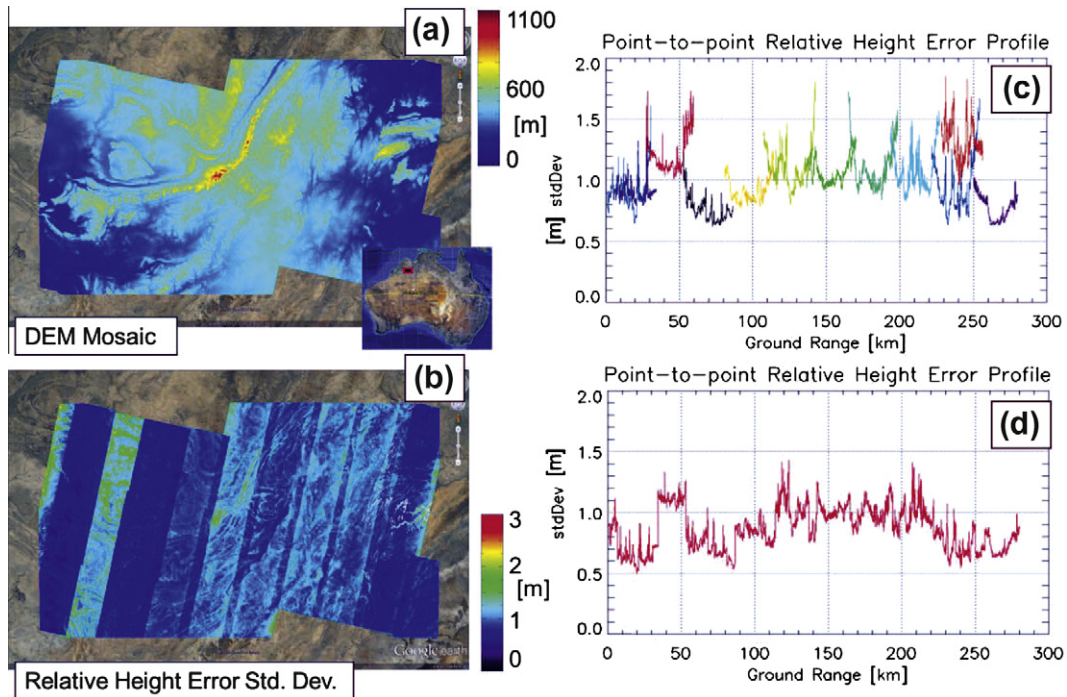 (a)
1100
600
[m]
0
DEM Mosaic
(b)
3
2
[m]
1
0
Google earth
Relative Height Error Std. Dev.
Point-to-point Relative Height Error Profile
(c)
2.0
1.5
1.0
0.5
0.0
[m] stdDev
0 50 100 150 200 250 300
Ground Range [km]
Point-to-point Relative Height Error Profile
(d)
2.0
1.5
1.0
0.5
0.0
stdDev [m]
0 50 100 150 200 250 300
Ground Range [km]